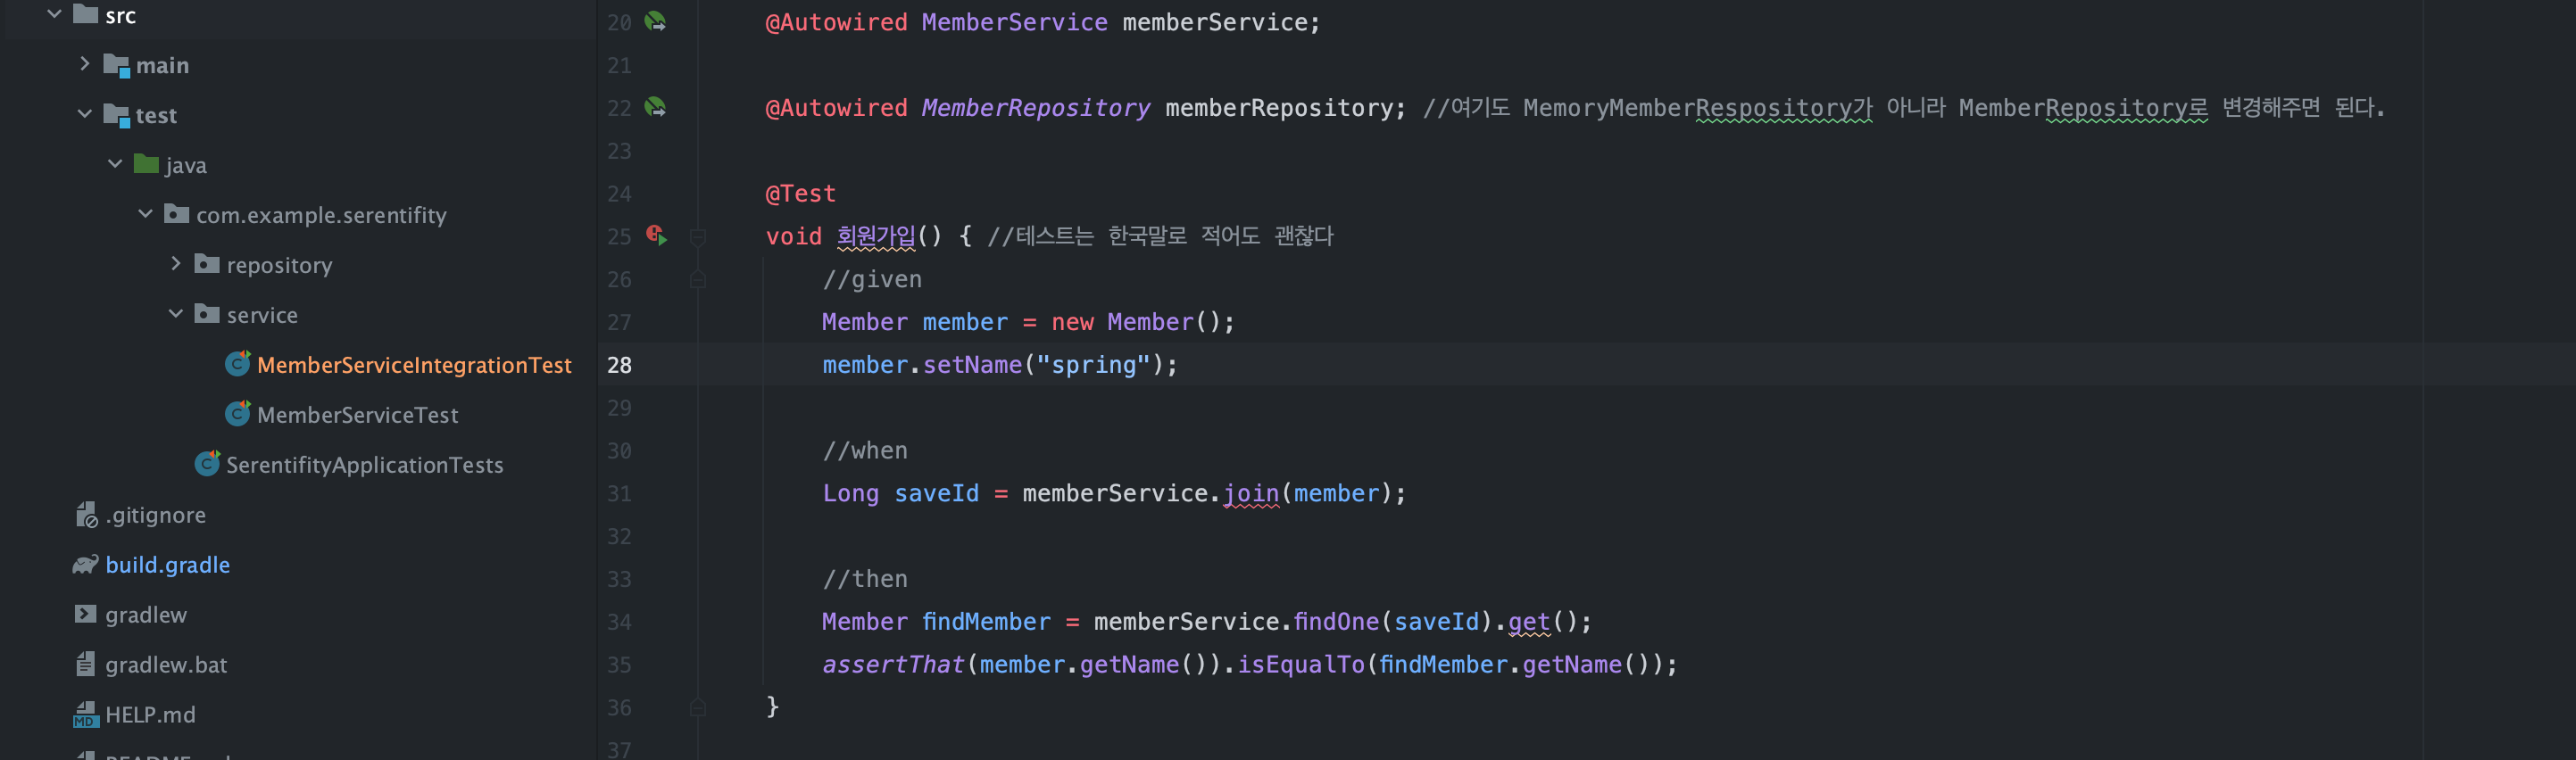 src
main
test
java
com.example.serentifity
repository
service
MemberServiceIntegrationTest
MemberServiceTest
SerentifityApplicationTests
.gitignore
build.gradle
gradlew
gradlew.bat
HELP.md
20 @Autowired MemberService memberService;
21
22 @Autowired MemberRepository memberRepository; //여기도 MemoryMemberRespository가 아니라 MemberRepository로 변경해주면 된다.
23
24 @Test
25 void 회원가입() { //테스트는 한국말로 적어도 괜찮다
26 //given
27 Member member = new Member();
28 member.setName("spring");
29
30 //when
31 Long saveId = memberService.join(member);
32
33 //then
34 Member findMember = memberService.findOne(saveId).get();
35 assertThat(member.getName()).isEqualTo(findMember.getName());
36 }
37